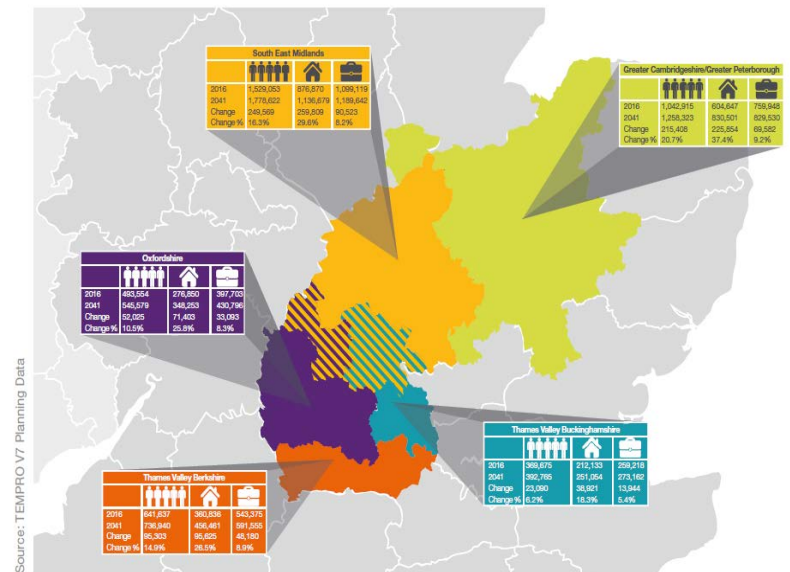 South East Midlands
2016 1,529,053 876,870 1,099,119
2041 1,778,622 1,136,679 1,189,642
Change 249,569 259,809 90,523
Change % 16.3% 29.6% 8.2%
Greater Cambridgeshire/Greater Peterborough
2016 1,042,915 604,647 759,948
2041 1,258,323 830,501 829,530
Change 215,408 225,854 69,582
Change % 20.7% 37.4% 9.2%
Oxfordshire
2016 493,554 276,850 397,703
2041 545,579 348,253 430,796
Change 52,025 71,403 33,093
Change % 10.5% 25.8% 8.3%
Thames Valley Buckinghamshire
2016 369,675 212,133 259,218
2041 392,765 251,054 273,162
Change 23,090 38,921 13,944
Change % 6.2% 18.3% 5.4%
Thames Valley Berkshire
2016 641,637 360,836 543,375
2041 736,940 456,461 591,555
Change 95,303 95,625 48,180
Change % 14.9% 26.5% 8.9%
Source: TEMPRO V7 Planning Data